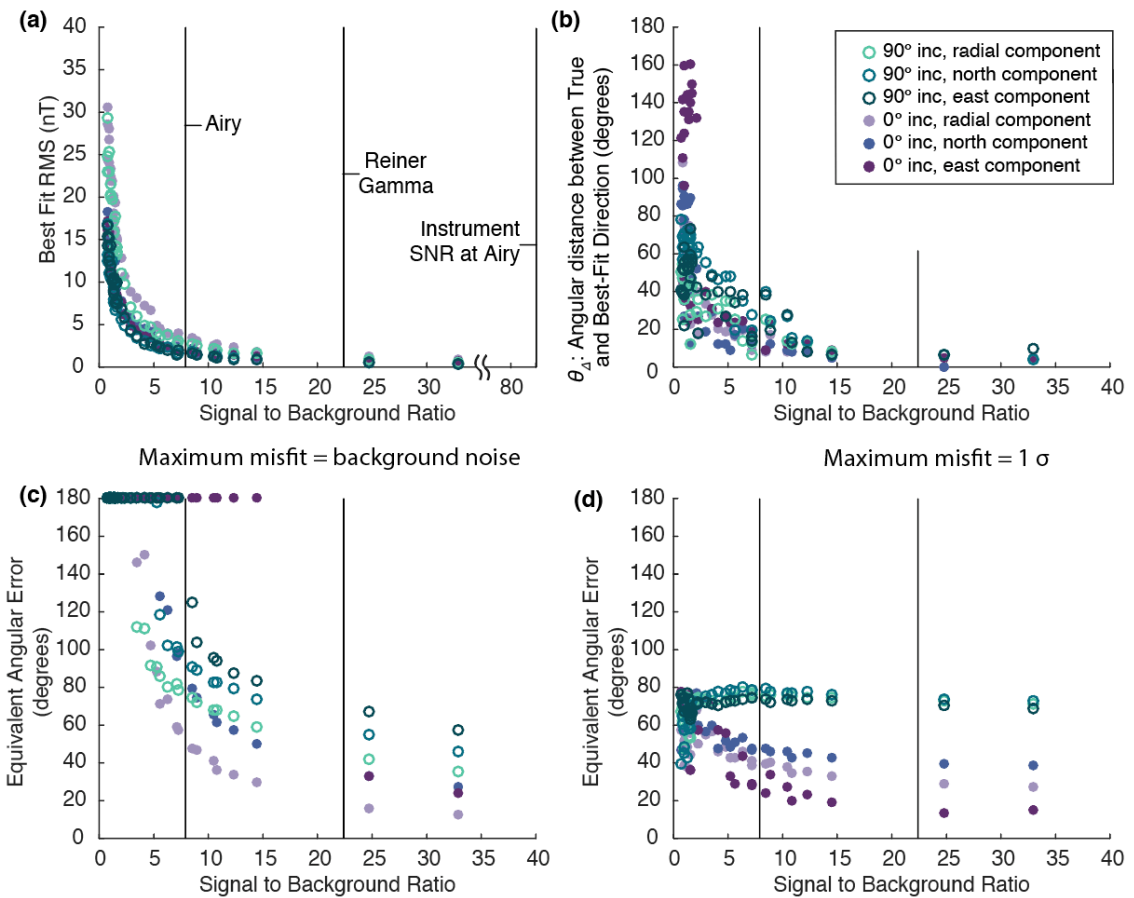 (a)
40
35
30
25
20
15
10
5
0
Best Fit RMS (nT)
Airy
Reiner
Gamma
Instrument
SNR at Airy
0 5 10 15 20 25 30 80
Signal to Background Ratio
(b)
180
160
140
120
100
80
60
40
20
0
θΔ: Angular distance between True
and Best-Fit Direction (degrees)
90° inc, radial component
90° inc, north component
90° inc, east component
0° inc, radial component
0° inc, north component
0° inc, east component
0 5 10 15 20 25 30 35 40
Signal to Background Ratio
Maximum misfit = background noise
(c)
180
160
140
120
100
80
60
40
20
0
Equivalent Angular Error
(degrees)
0 5 10 15 20 25 30 35 40
Signal to Background Ratio
Maximum misfit = 1 σ
(d)
180
160
140
120
100
80
60
40
20
0
Equivalent Angular Error
(degrees)
0 5 10 15 20 25 30 35 40
Signal to Background Ratio